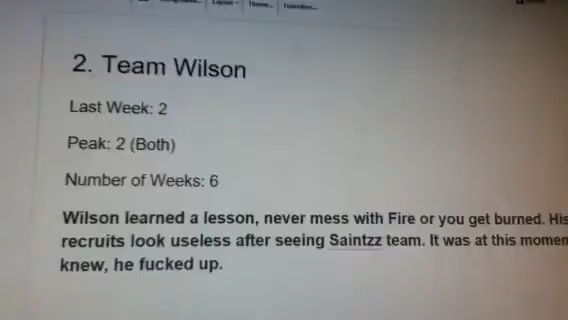 2. Team Wilson
Last Week: 2
Peak: 2 (Both)
Number of Weeks: 6
Wilson learned a lesson, never mess with Fire or you get burned. His
recruits look useless after seeing Saintzz team. It was at this momen
knew, he fucked up.